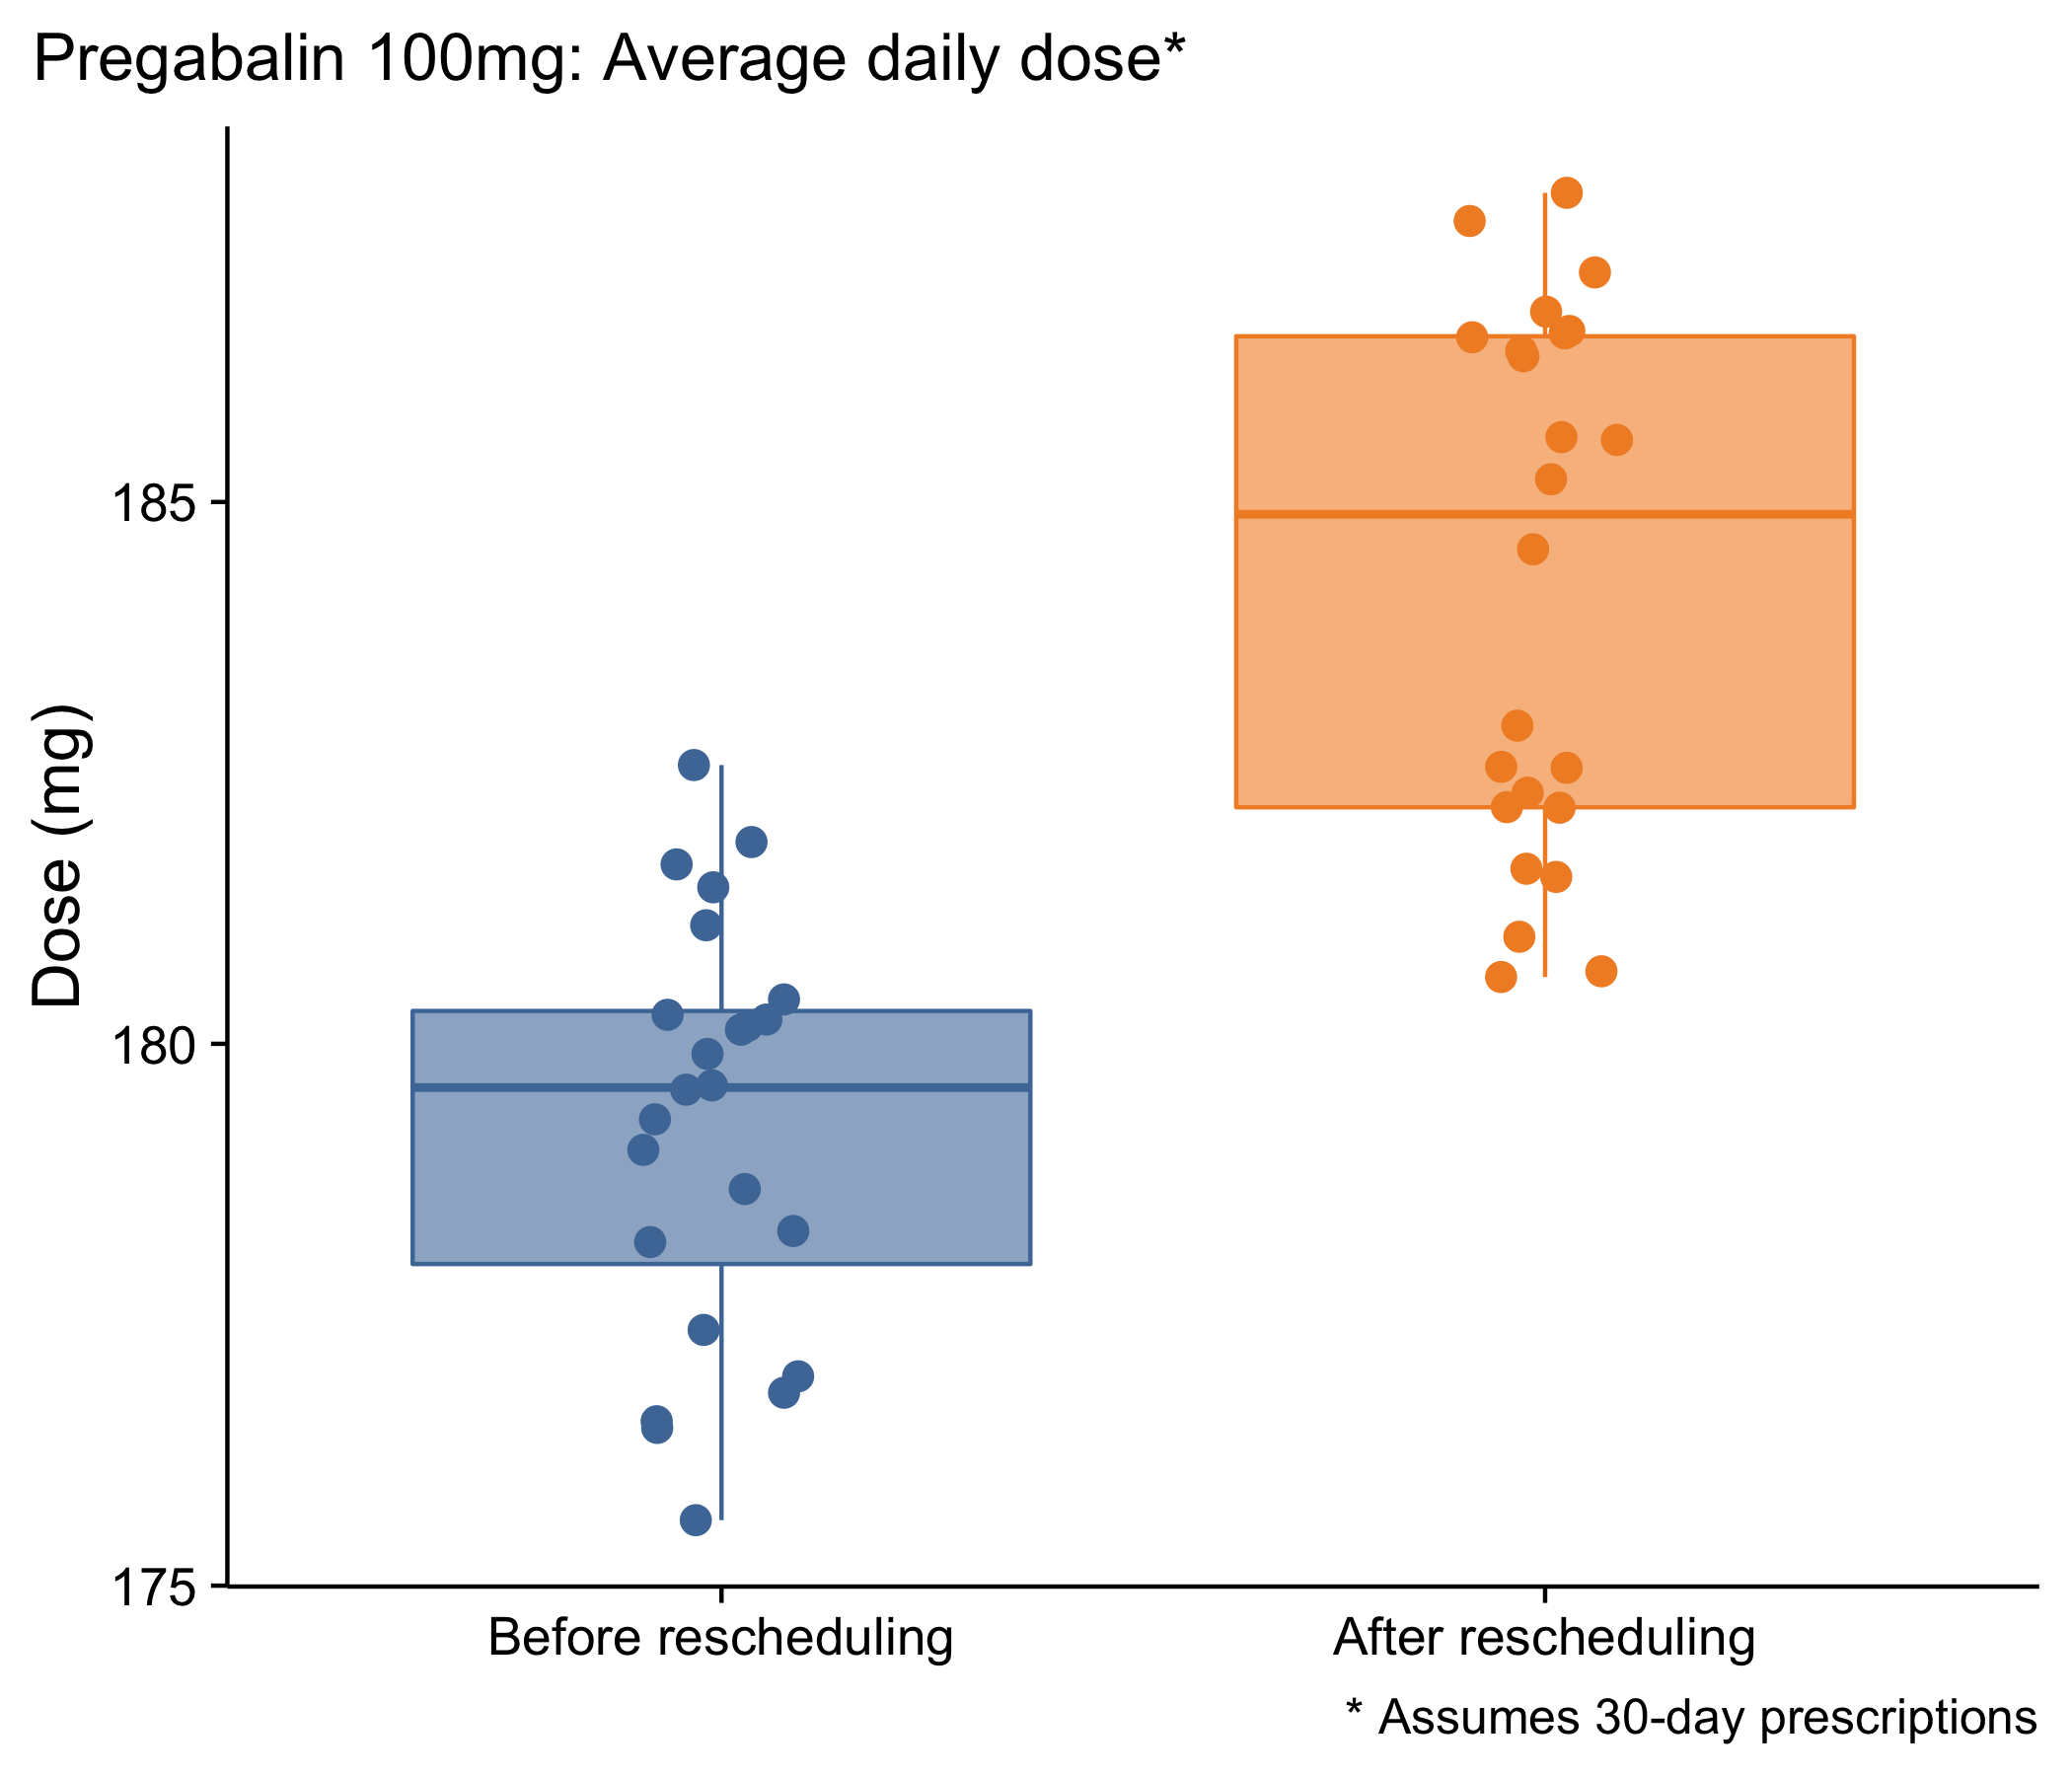 Pregabalin 100mg: Average daily dose*
Dose (mg)
185
180
175
Before rescheduling
After rescheduling
* Assumes 30-day prescriptions